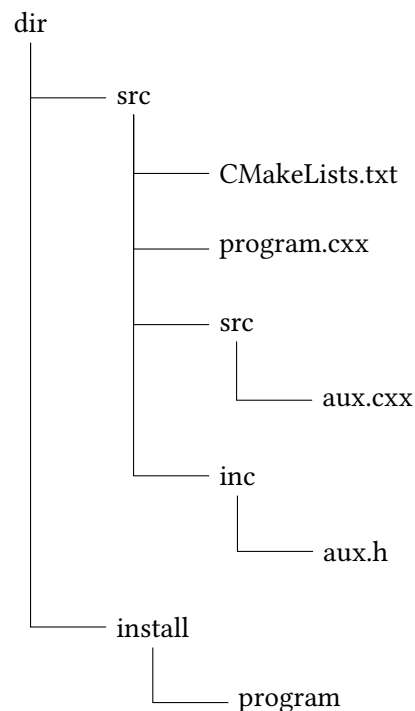 dir
src
CMakeLists.txt
program.cxx
src
aux.cxx
inc
aux.h
install
program